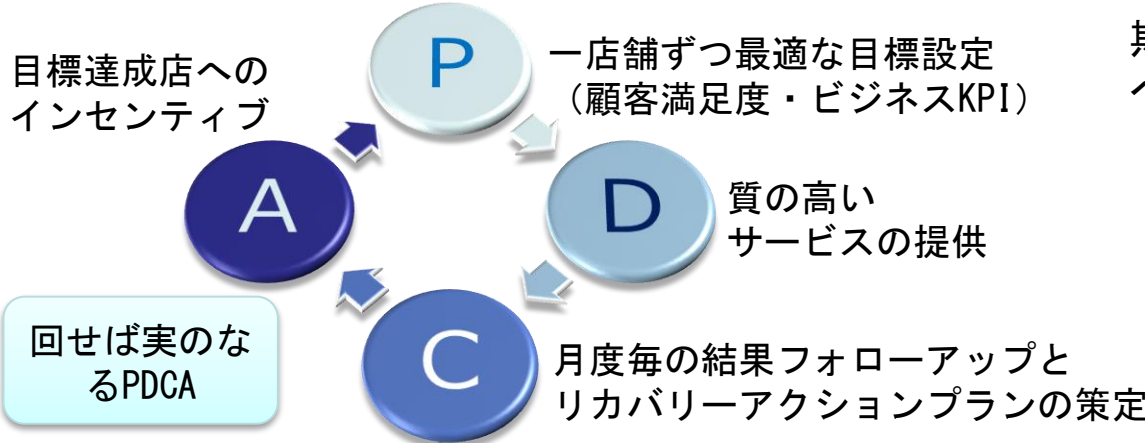 目標達成店への
インセンティブ
P
一店舗ずつ最適な目標設定
（顧客満足度・ビジネスKPI）
A
D
質の高い
サービスの提供
回せば実のな
るPDCA
C
月度毎の結果フォローアップと
リカバリーアクションプランの策定